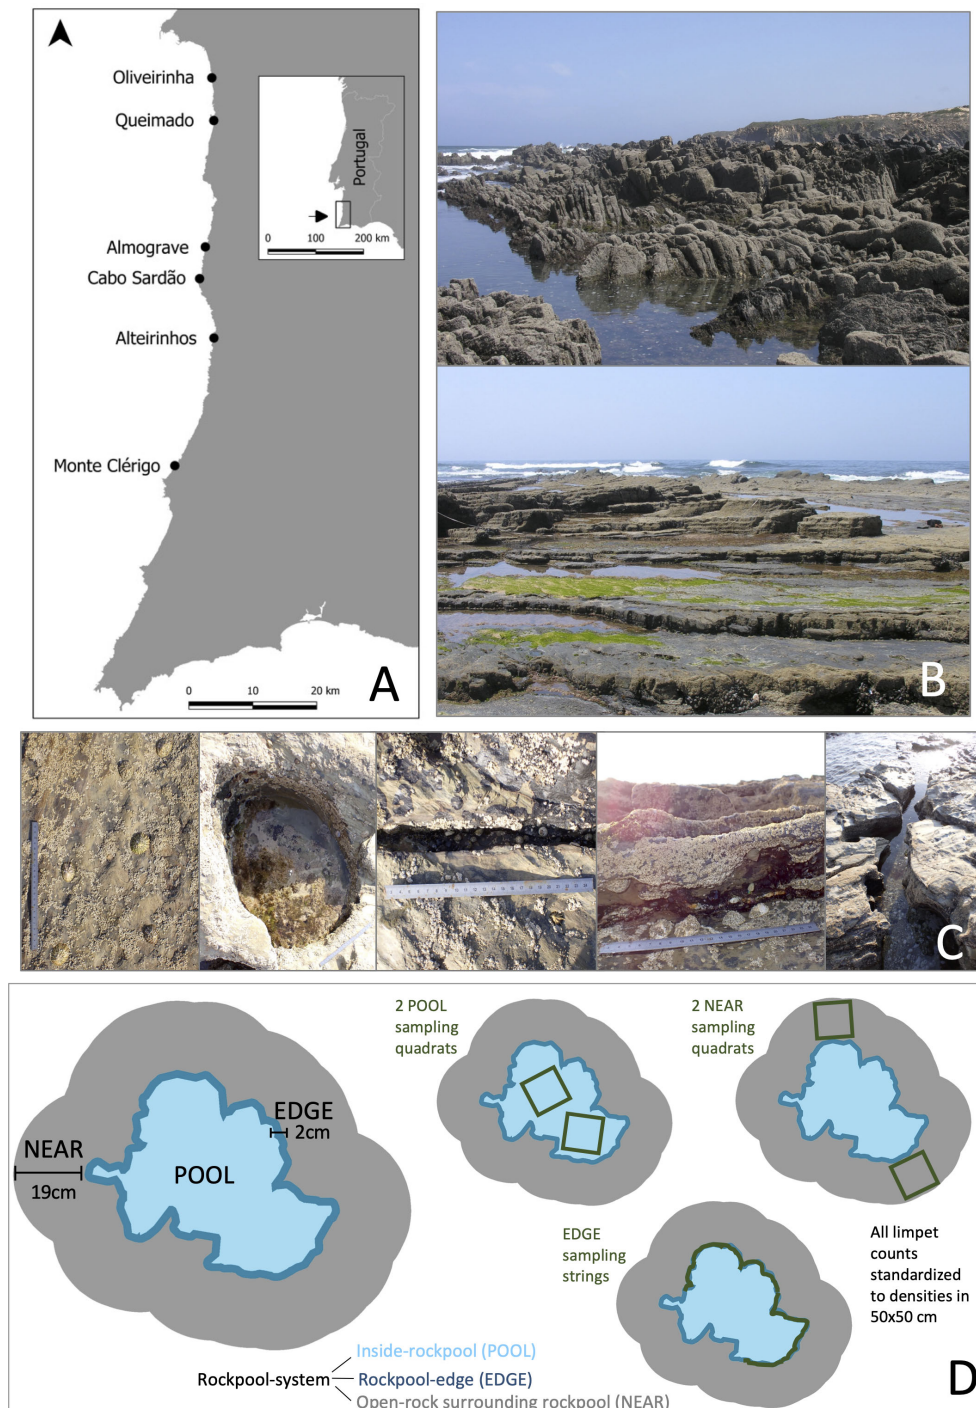 Oliveirinha
Queimado
Almograve
Cabo Sardão
Alteirinhos
Monte Clérigo
0 10 20 km
A
Portugal
0 100 200 km
B
C
NEAR
19cm
EDGE
2cm
POOL
2 POOL
sampling
quadrats
2 NEAR
sampling
quadrats
EDGE
sampling
strings
All limpet
counts
standardized
to densities in
50x50 cm
Rockpool-system
Inside-rockpool (POOL)
Rockpool-edge (EDGE)
Open-rock surrounding rockpool (NEAR)
D